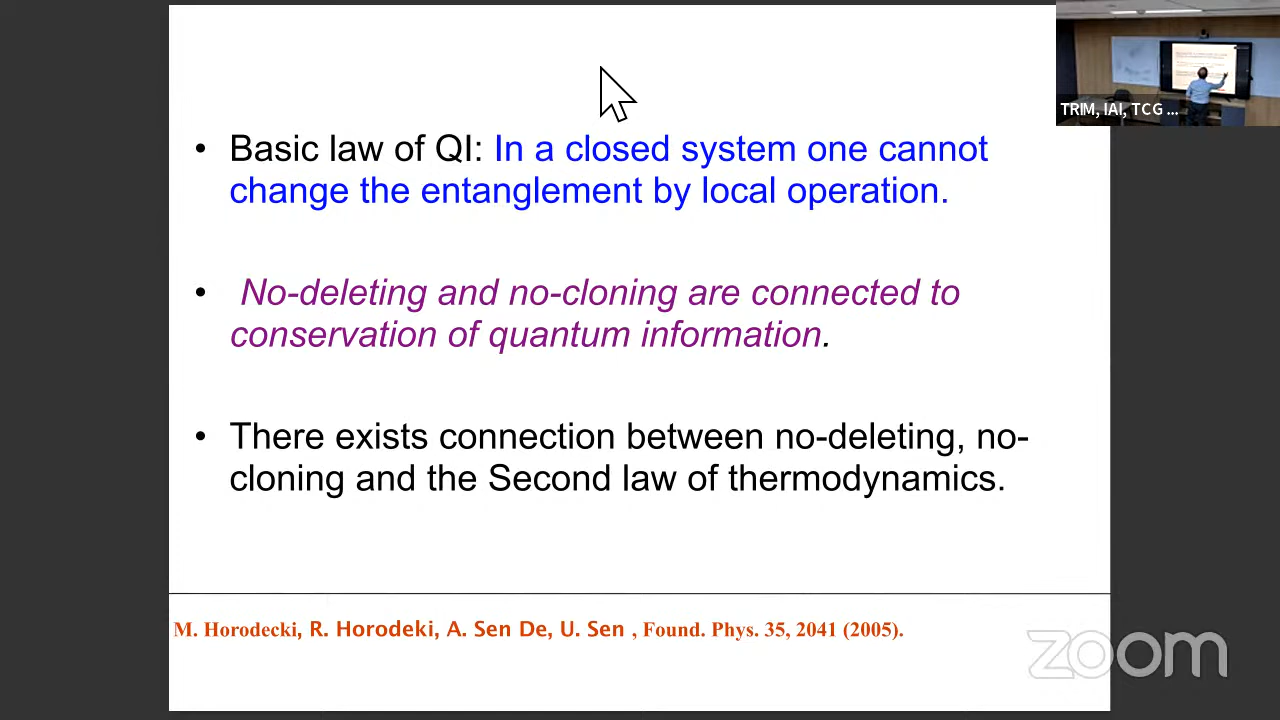 TRIM, IAI, TCG ...
• Basic law of QI: In a closed system one cannot
change the entanglement by local operation.
• No-deleting and no-cloning are connected to
conservation of quantum information.
• There exists connection between no-deleting, no-
cloning and the Second law of thermodynamics.
M. Horodecki, R. Horodeki, A. Sen De, U. Sen , Found. Phys. 35, 2041 (2005).
zoom